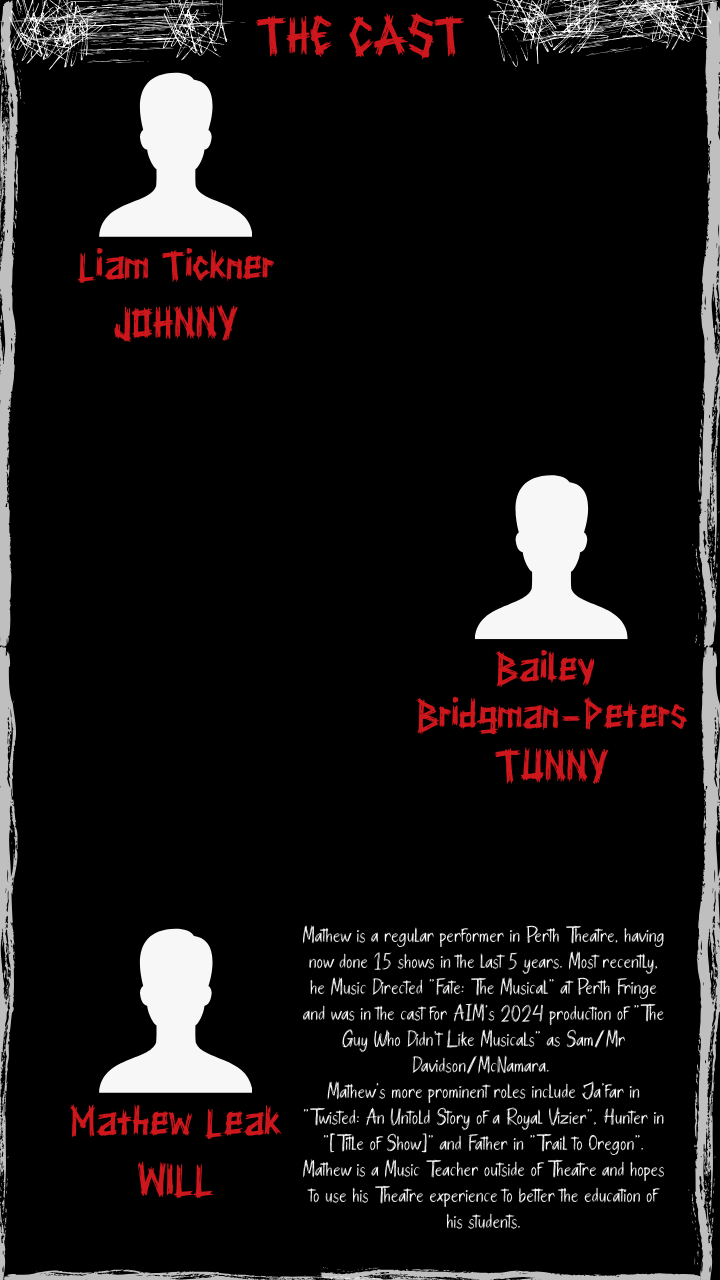 THE CAST
Liam Tickner
JOHNNY
Bailey
Bridgman-Peters
TUNNY
Mathew Leak
WILL
Mathew is a regular performer in Perth Theatre, having
now done 15 shows in the last 5 years. Most recently,
he Music Directed "Fate: The Musical" at Perth Fringe
and was in the cast for AIM's 2024 production of "The
Guy Who Didn't Like Musicals" as Sam/Mr
Davidson/McNamara.
Mathew's more prominent roles include Ja'Far in
"Twisted: An Untold Story of a Royal Vizier", Hunter in
"[Title of Show]" and Father in "Trail to Oregon".
Mathew is a Music Teacher outside of Theatre and hopes
to use his Theatre experience to better the education of
his students.